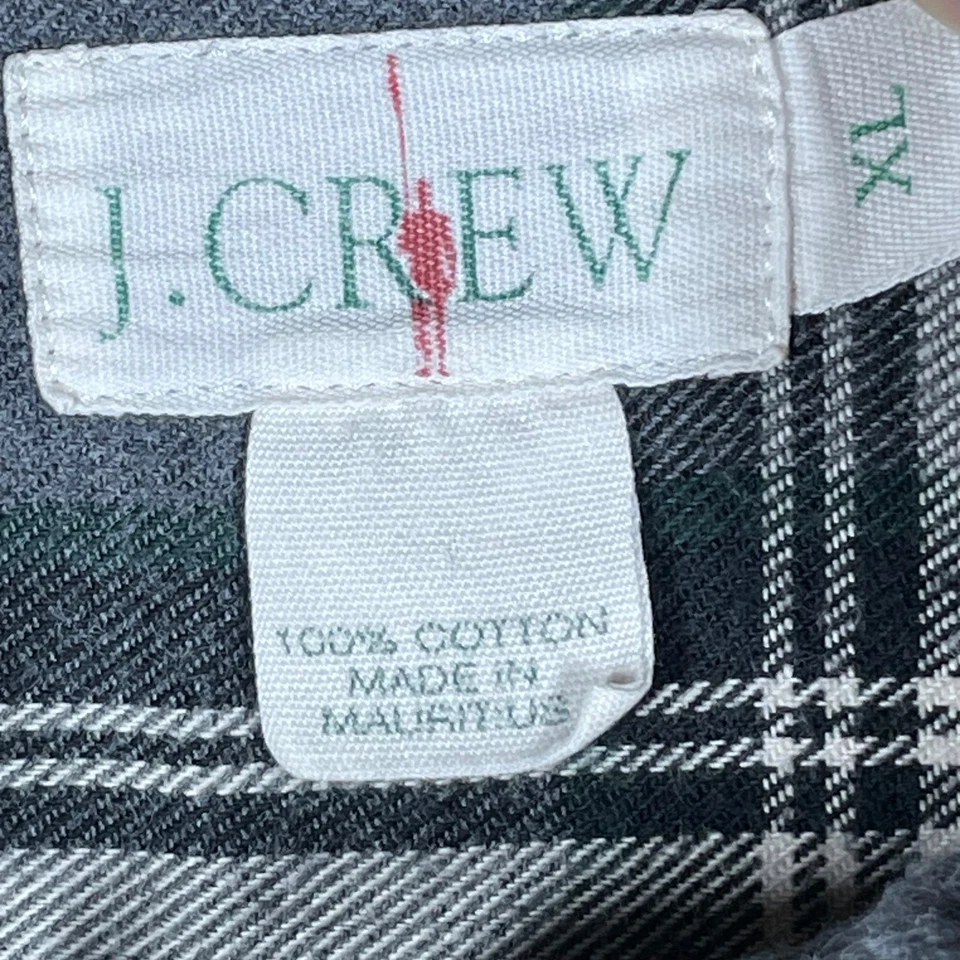 J.CREW
XL
100% COTTON
MADE IN
MAURITIUS